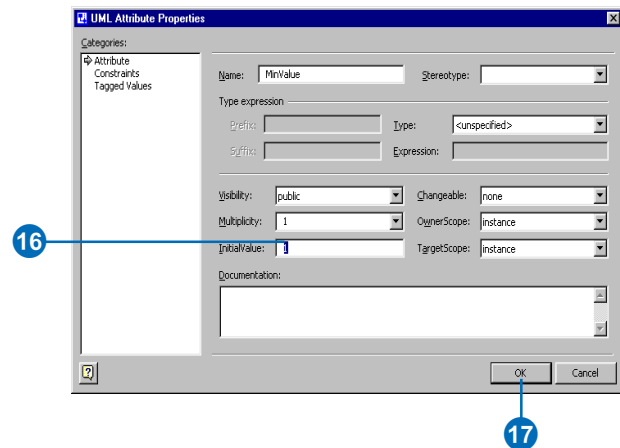 UML Attribute Properties
Categories:
Attribute
Constraints
Tagged Values
Name: MinValue Stereotype:
Type expression
Prefix: Type: <unspecified>
Suffix: Expression:
Visibility: public Changeable: none
Multiplicity: 1 OwnerScope: instance
16 InitialValue: TargetScope: instance
Documentation:
OK Cancel
17